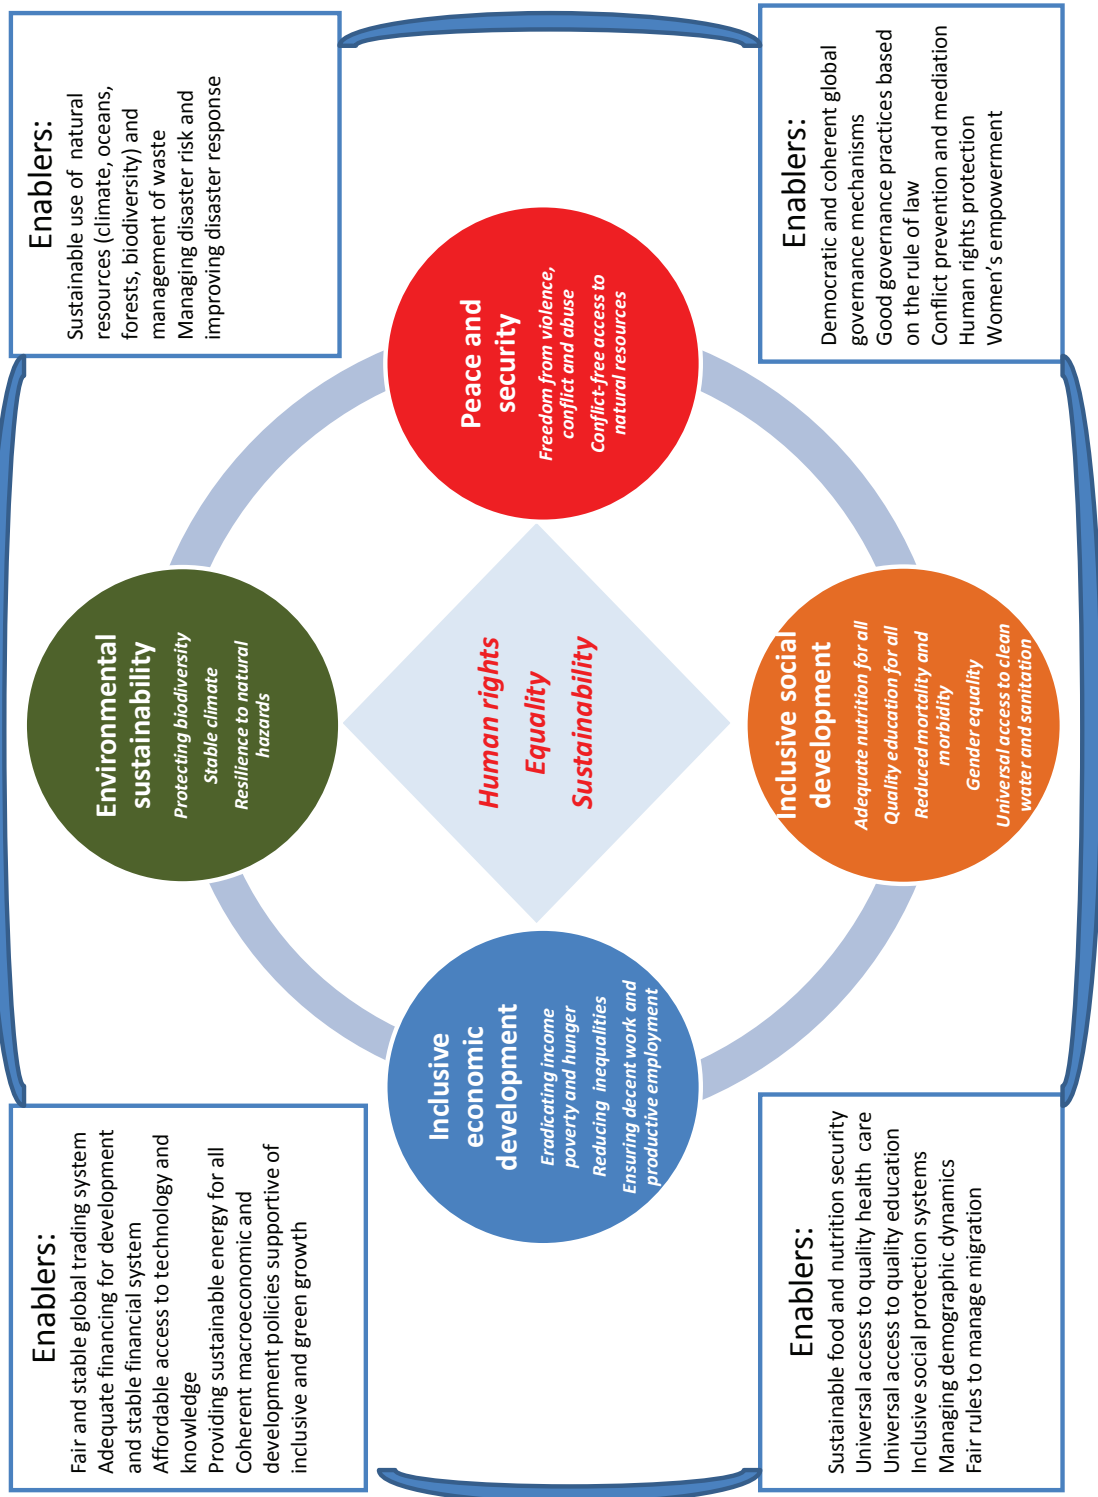 Enablers:
Fair and stable global trading system
Adequate financing for development
and stable financial system
Affordable access to technology and
knowledge
Providing sustainable energy for all
Coherent macroeconomic and
development policies supportive of
inclusive and green growth
Environmental
sustainability
Protecting biodiversity
Stable climate
Resilience to natural
hazards
Enablers:
Sustainable use of natural
resources (climate, oceans,
forests, biodiversity) and
management of waste
Managing disaster risk and
improving disaster response
Inclusive
economic
development
Eradicating income
poverty and hunger
Reducing inequalities
Ensuring decent work and
productive employment
Human rights
Equality
Sustainability
Peace and
security
Freedom from violence,
conflict and abuse
Conflict-free access to
natural resources
Enablers:
Sustainable food and nutrition security
Universal access to quality health care
Universal access to quality education
Inclusive social protection systems
Managing demographic dynamics
Fair rules to manage migration
Inclusive social
development
Adequate nutrition for all
Quality education for all
Reduced mortality and
morbidity
Gender equality
Universal access to clean
water and sanitation
Enablers:
Democratic and coherent global
governance mechanisms
Good governance practices based
on the rule of law
Conflict prevention and mediation
Human rights protection
Women's empowerment